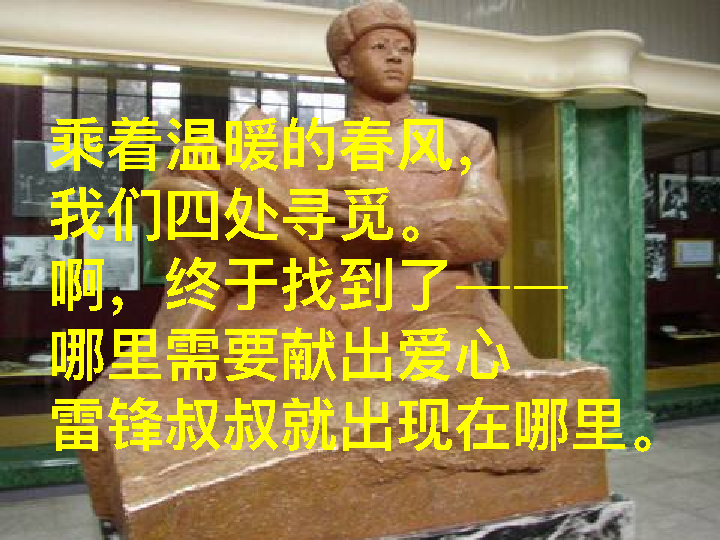 乘着温暖的春风，
我们四处寻觅。
啊，终于找到了——
哪里需要献出爱心
雷锋叔叔就出现在哪里。